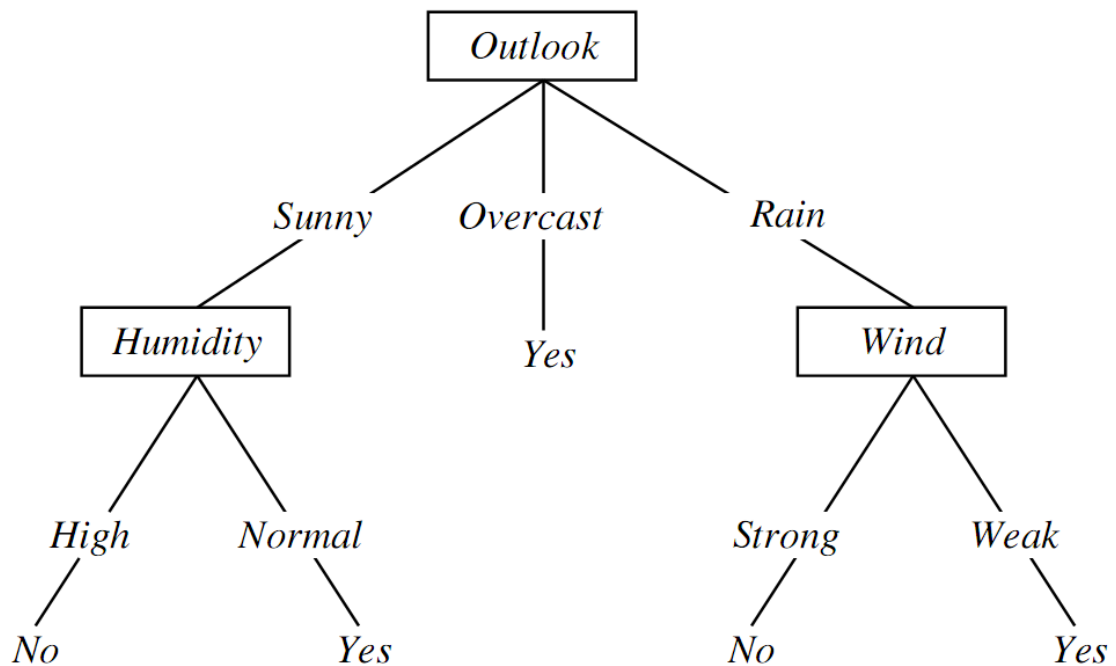 Outlook
Sunny Overcast Rain
Humidity Yes Wind
High Normal Strong Weak
No Yes No Yes